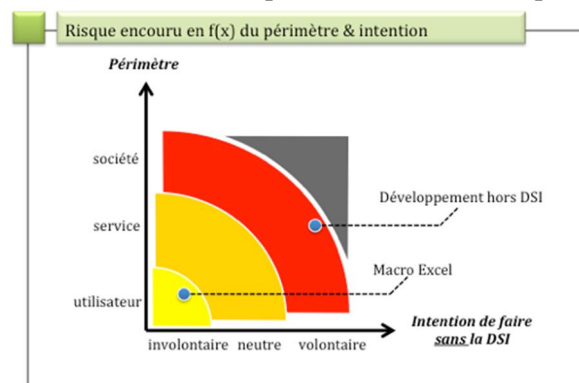 Risque encouru en f(x) du périmètre & intention
Périmètre
société
Développement hors DSI
service
Macro Excel
utilisateur
Intention de faire
sans la DSI
involontaire neutre volontaire